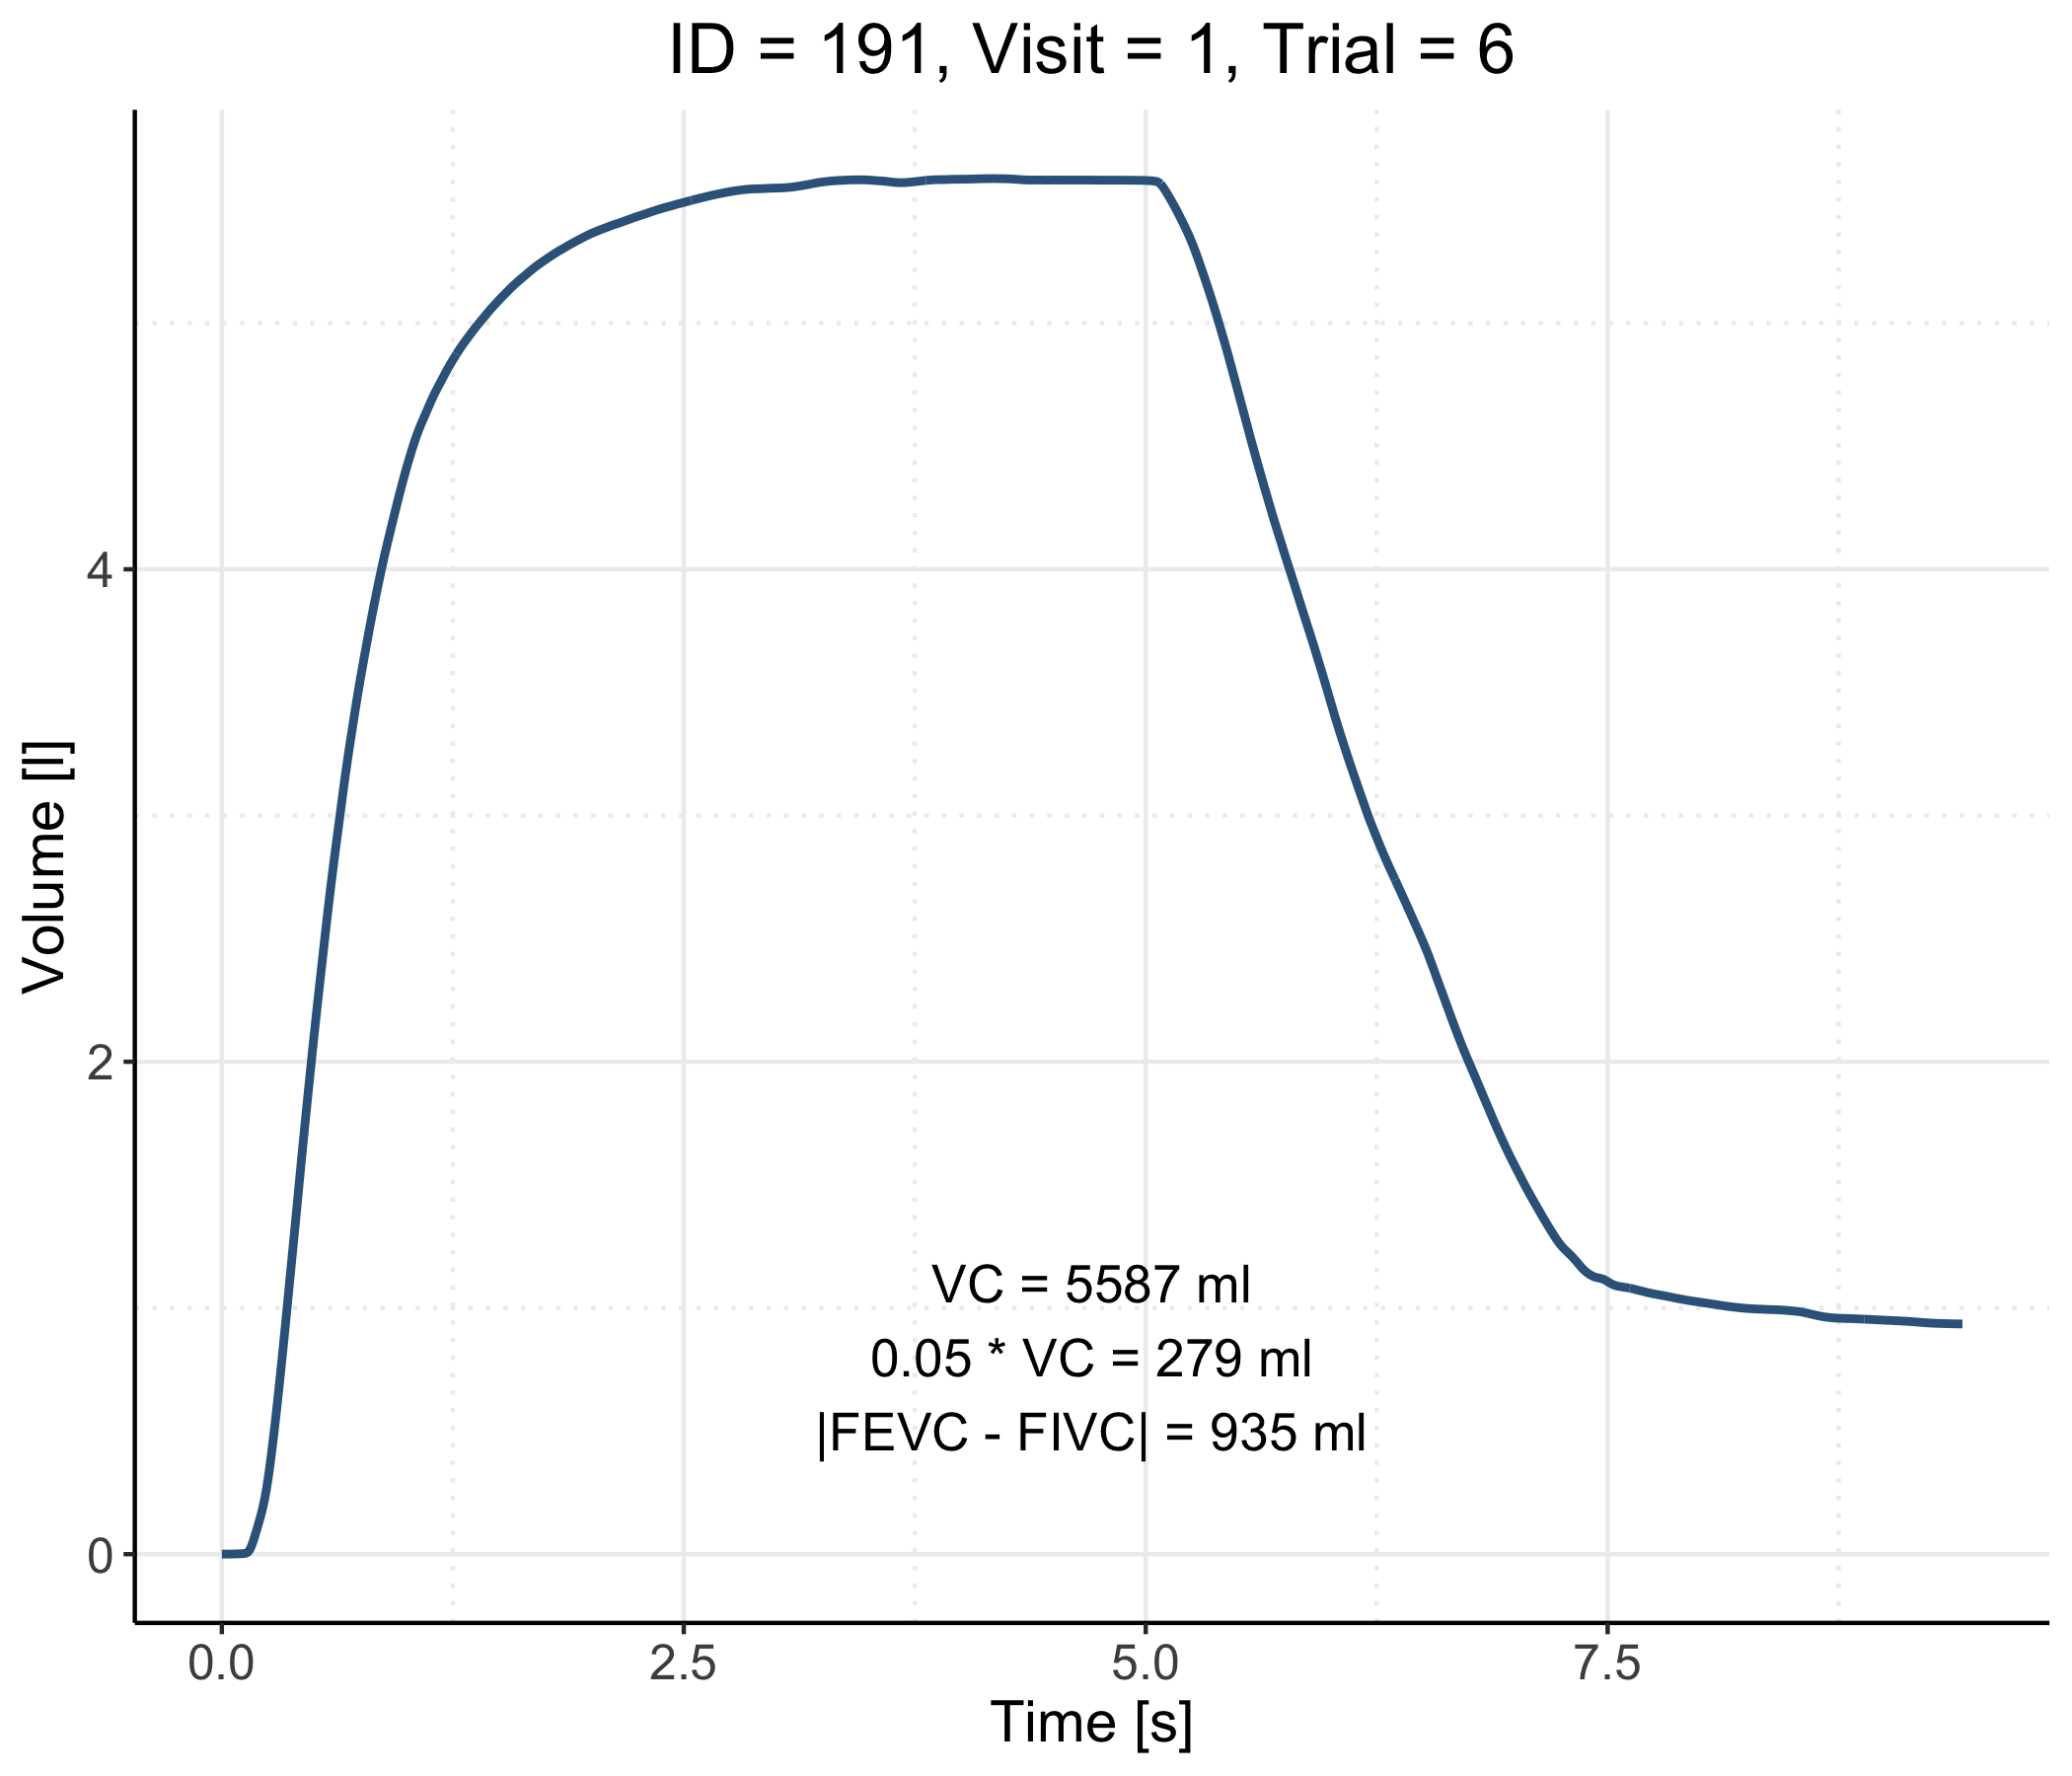 ID = 191, Visit = 1, Trial = 6
Volume [l]
4
2
0
VC = 5587 ml
0.05 * VC = 279 ml
|FEVC - FIVC| = 935 ml
0.0 2.5 5.0 7.5
Time [s]